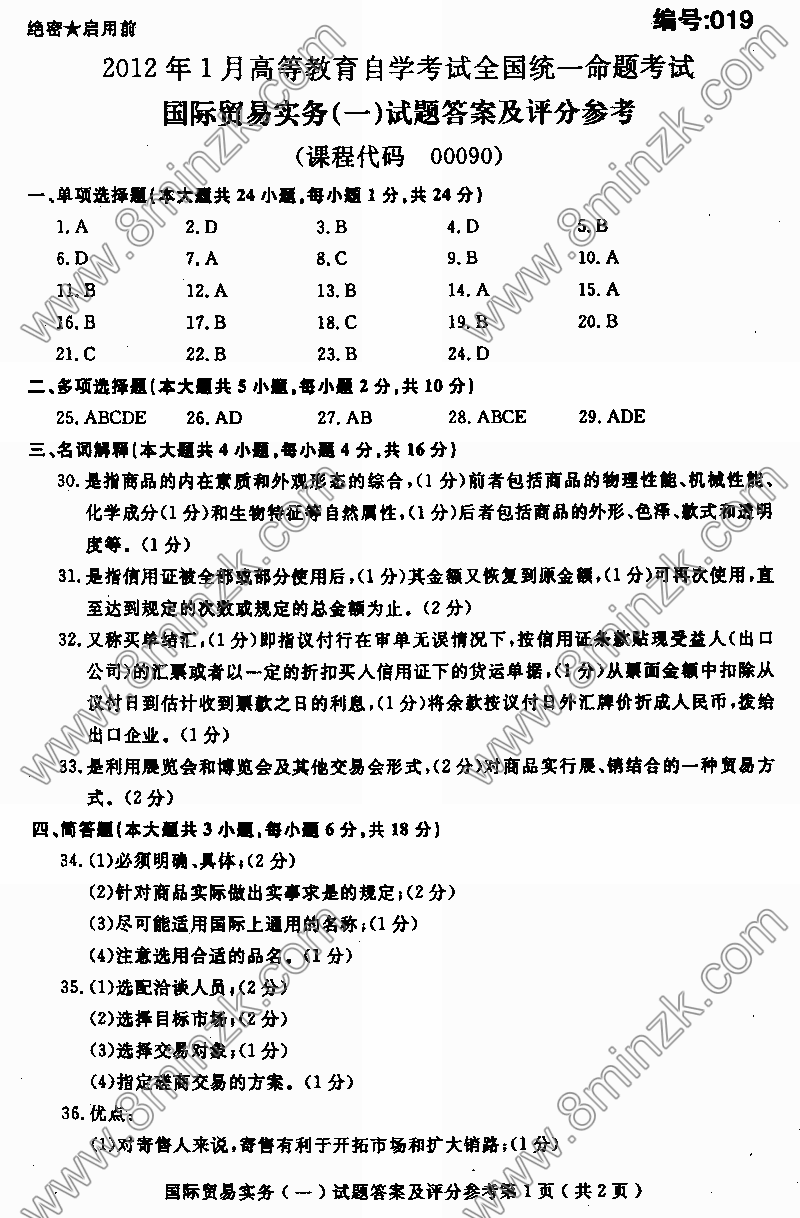 绝密★启用前
编号:019
2012年1月高等教育自学考试全国统一命题考试
国际贸易实务(一)试题答案及评分参考
(课程代码 00090)
一、单项选择题(本大题共24小题,每小题1分,共24分)
1. A 2. D 3. B 4. D 5. B
6. D 7. A 8. C 9. B 10. A
11. B 12. A 13. B 14. A 15. A
16. B 17. B 18. C 19. B 20. B
21. C 22. B 23. B 24. D
二、多项选择题(本大题共5小题,每小题2分,共10分)
25. ABCDE 26. AD 27. AB 28. ABCE 29. ADE
三、名词解释(本大题共4小题,每小题4分,共16分)
30. 是指商品的内在素质和外观形态的综合,(1分)前者包括商品的物理性能、机械性能、
化学成分(1分)和生物特征等自然属性,(1分)后者包括商品的外形、色泽、款式和透明
度等。(1分)
31. 是指信用证被全部或部分使用后,(1分)其金额又恢复到原金额,(1分)可再次使用,直
至达到规定的次数或规定的总金额为止。(2分)
32. 又称买单结汇,(1分)即指议付行在审单无误情况下,按信用证条款贴现受益人(出口
公司)的汇票或者以一定的折扣买入信用证下的货运单据,(1分)从票面金额中扣除从
议付日到估计收到票款之日的利息,(1分)将余款按议付日外汇牌价折成人民币,拨给
出口企业。(1分)
33. 是利用展览会和博览会及其他交易会形式,(2分)对商品实行展、销结合的一种贸易方
式。(2分)
四、简答题(本大题共3小题,每小题6分,共18分)
34. (1)必须明确、具体;(2分)
(2)针对商品实际做出实事求是的规定;(2分)
(3)尽可能适用国际上通用的名称;(1分)
(4)注意选用合适的品名。(1分)
35. (1)选配洽谈人员;(2分)
(2)选择目标市场;(2分)
(3)选择交易对象;(1分)
(4)指定磋商交易的方案。(1分)
36. 优点:
(1)对寄售人来说,寄售有利于开拓市场和扩大销路;(1分)
国际贸易实务(一)试题答案及评分参考第1页(共2页)
www.8minzk.com
www.8minzk.com
www.8minzk.com
www.8minzk.com
www.8minzk.com
www.8minzk.com